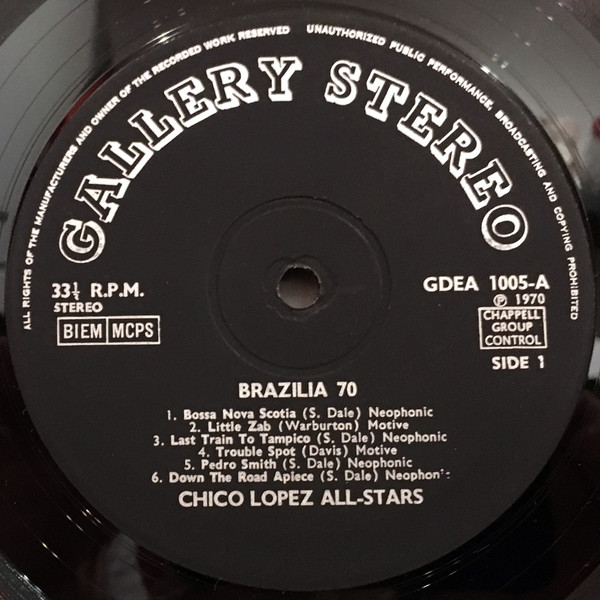 ALL RIGHTS OF THE MANUFACTURERS AND OWNER OF THE RECORDED WORK RESERVED UNAUTHORIZED PUBLIC PERFORMANCE, BROADCASTING AND COPYING PROHIBITED
GALLERY STEREO
33⅓ R.P.M.
STEREO
BIEM MCPS
GDEA 1005-A
℗ 1970
CHAPPELL
GROUP
CONTROL
SIDE 1
BRAZILIA 70
1. Bossa Nova Scotia (S. Dale) Neophonic
2. Little Zab (Warburton) Motive
3. Last Train To Tampico (S. Dale) Neophonic
4. Trouble Spot (Davis) Motive
5. Pedro Smith (S. Dale) Neophonic
6. Down The Road Apiece (S. Dale) Neophonic
CHICO LOPEZ ALL-STARS